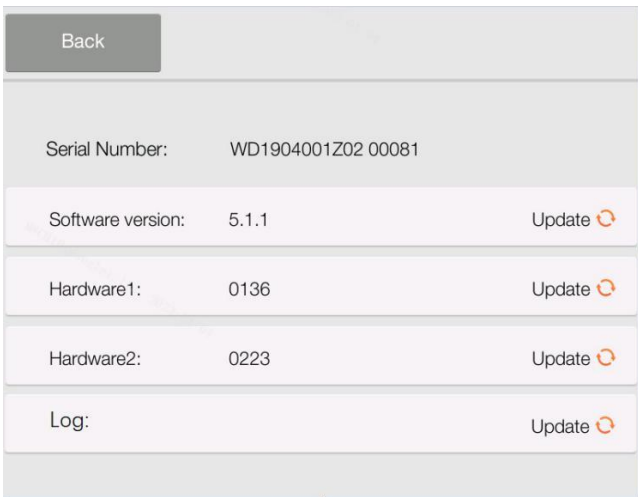 Back
Serial Number: WD1904001Z02 00081
Software version: 5.1.1 Update
Hardware1: 0136 Update
Hardware2: 0223 Update
Log: Update